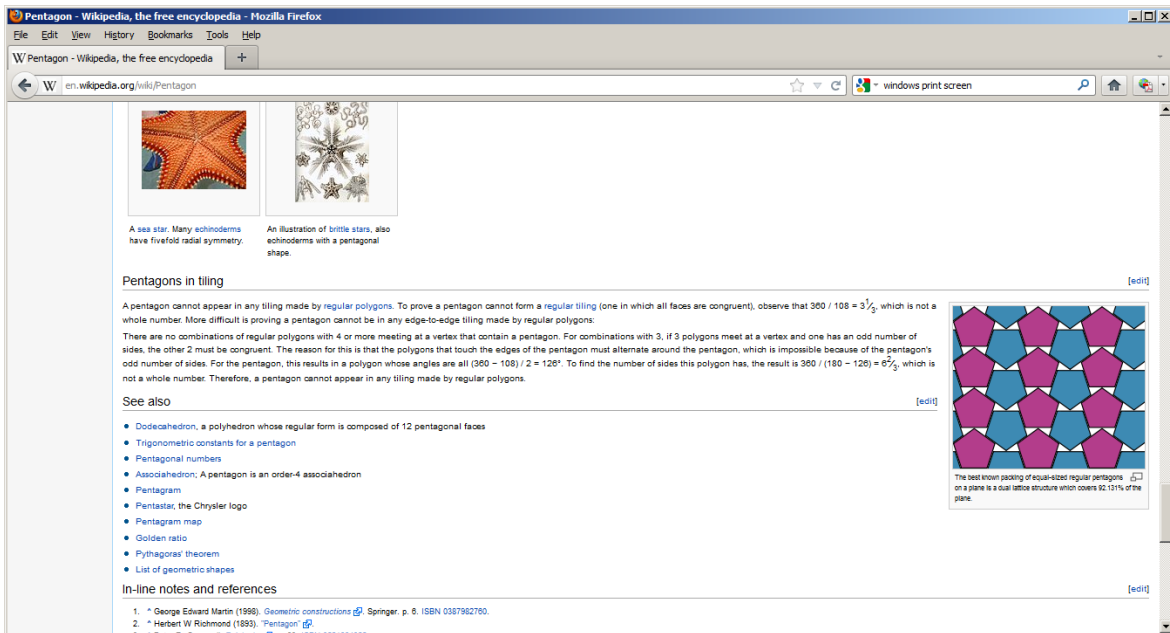 Pentagon - Wikipedia, the free encyclopedia - Mozilla Firefox
File Edit View History Bookmarks Tools Help
W Pentagon - Wikipedia, the free encyclopedia +
W en.wikipedia.org/wiki/Pentagon windows print screen
A sea star. Many echinoderms
have fivefold radial symmetry.
An illustration of brittle stars, also
echinoderms with a pentagonal
shape.
Pentagons in tiling [edit]
A pentagon cannot appear in any tiling made by regular polygons. To prove a pentagon cannot form a regular tiling (one in which all faces are congruent), observe that 360 / 108 = 3 1/3, which is not a
whole number. More difficult is proving a pentagon cannot be in any edge-to-edge tiling made by regular polygons:
There are no combinations of regular polygons with 4 or more meeting at a vertex that contain a pentagon. For combinations with 3, if 3 polygons meet at a vertex and one has an odd number of
sides, the other 2 must be congruent. The reason for this is that the polygons that touch the edges of the pentagon must alternate around the pentagon, which is impossible because of the pentagon's
odd number of sides. For the pentagon, this results in a polygon whose angles are all (360 − 108) / 2 = 126°. To find the number of sides this polygon has, the result is 360 / (180 − 126) = 6 2/3, which is
not a whole number. Therefore, a pentagon cannot appear in any tiling made by regular polygons.
The best known packing of equal-sized regular pentagons
on a plane is a dual lattice structure which covers 92.131% of the
plane.
See also [edit]
Dodecahedron, a polyhedron whose regular form is composed of 12 pentagonal faces
Trigonometric constants for a pentagon
Pentagonal numbers
Associahedron; A pentagon is an order-4 associahedron
Pentagram
Pentastar, the Chrysler logo
Pentagram map
Golden ratio
Pythagoras' theorem
List of geometric shapes
In-line notes and references [edit]
1. ^ George Edward Martin (1998). Geometric constructions. Springer. p. 6. ISBN 0387982760.
2. ^ Herbert W Richmond (1893). "Pentagon".